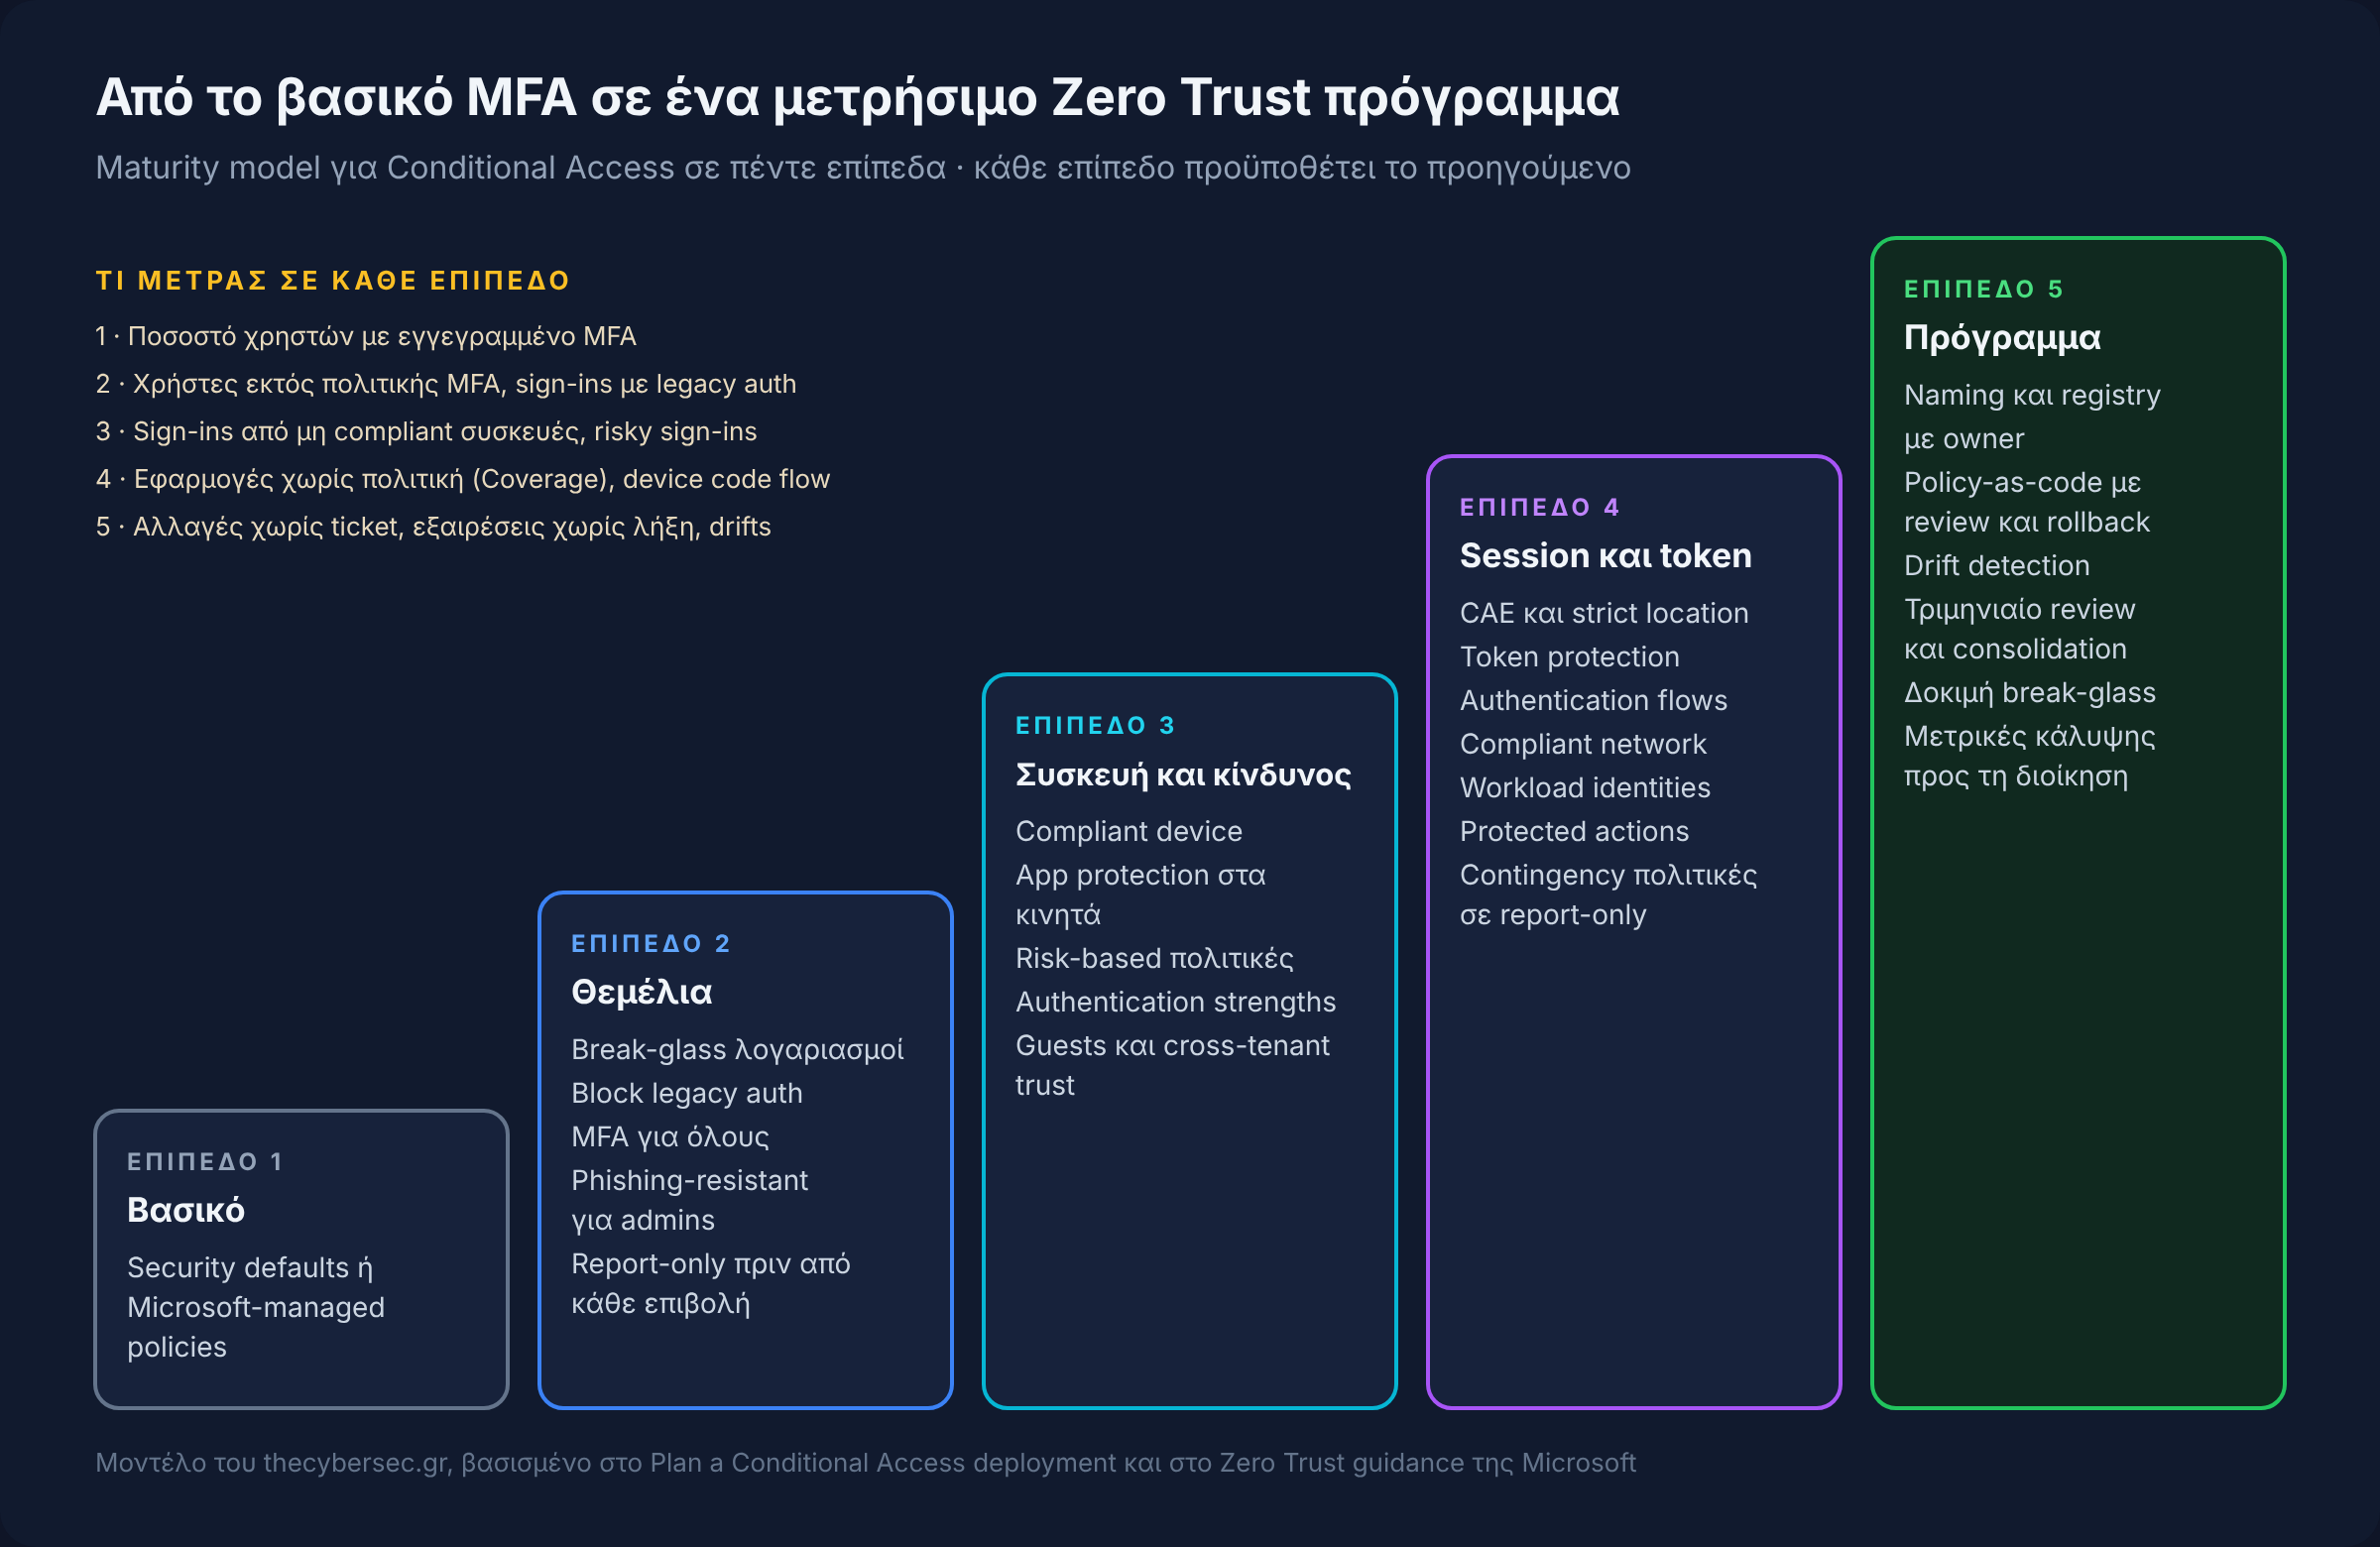 Από το βασικό MFA σε ένα μετρήσιμο Zero Trust πρόγραμμα
Maturity model για Conditional Access σε πέντε επίπεδα · κάθε επίπεδο προϋποθέτει το προηγούμενο
ΤΙ ΜΕΤΡΑΣ ΣΕ ΚΑΘΕ ΕΠΙΠΕΔΟ
1 · Ποσοστό χρηστών με εγγεγραμμένο MFA
2 · Χρήστες εκτός πολιτικής MFA, sign-ins με legacy auth
3 · Sign-ins από μη compliant συσκευές, risky sign-ins
4 · Εφαρμογές χωρίς πολιτική (Coverage), device code flow
5 · Αλλαγές χωρίς ticket, εξαιρέσεις χωρίς λήξη, drifts
ΕΠΙΠΕΔΟ 1
Βασικό
Security defaults ή
Microsoft-managed
policies
ΕΠΙΠΕΔΟ 2
Θεμέλια
Break-glass λογαριασμοί
Block legacy auth
MFA για όλους
Phishing-resistant
για admins
Report-only πριν από
κάθε επιβολή
ΕΠΙΠΕΔΟ 3
Συσκευή και κίνδυνος
Compliant device
App protection στα
κινητά
Risk-based πολιτικές
Authentication strengths
Guests και cross-tenant
trust
ΕΠΙΠΕΔΟ 4
Session και token
CAE και strict location
Token protection
Authentication flows
Compliant network
Workload identities
Protected actions
Contingency πολιτικές
σε report-only
ΕΠΙΠΕΔΟ 5
Πρόγραμμα
Naming και registry
με owner
Policy-as-code με
review και rollback
Drift detection
Τριμηνιαίο review
και consolidation
Δοκιμή break-glass
Μετρικές κάλυψης
προς τη διοίκηση
Μοντέλο του thecybersec.gr, βασισμένο στο Plan a Conditional Access deployment και στο Zero Trust guidance της Microsoft